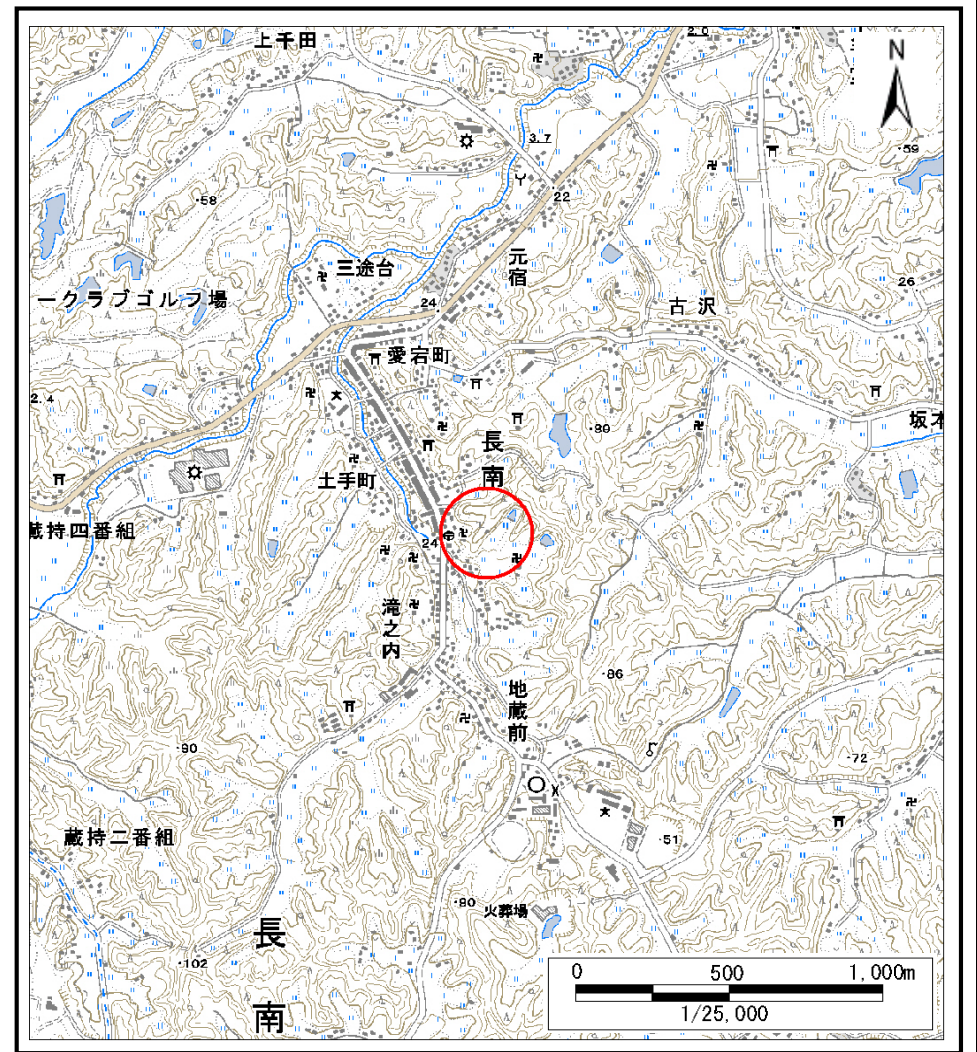 上千田
2.0
N
3.7
・59
・58
22
元宿
三途台
24
26
古沢
ークラブゴルフ場
愛宕町
2.4
坂本
・89
長南
土手町
蔵持四番組
24
滝之内
・86
地蔵前
・90
・72
蔵持二番組
・51
・90
火葬場
長南
・102
0 500 1,000m
1/25,000